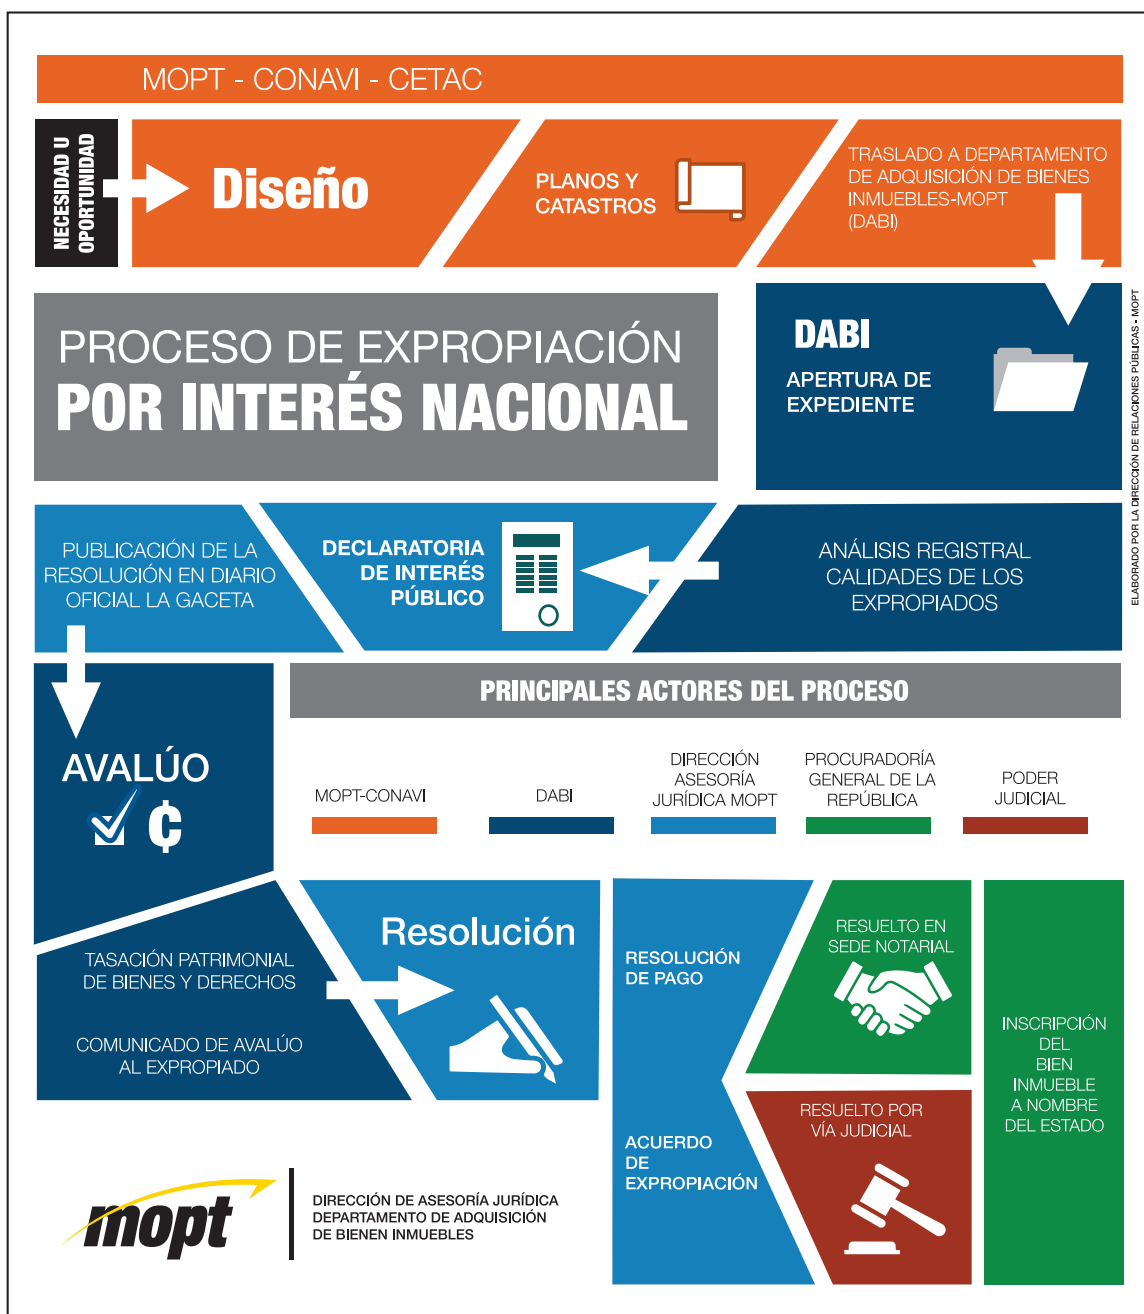 MOPT - CONAVI - CETAC
NECESIDAD U
OPORTUNIDAD
Diseño
PLANOS Y
CATASTROS
TRASLADO A DEPARTAMENTO
DE ADQUISICIÓN DE BIENES
INMUEBLES-MOPT
(DABI)
PROCESO DE EXPROPIACIÓN
POR INTERÉS NACIONAL
DABI
APERTURA DE
EXPEDIENTE
ELABORADO POR LA DIRECCIÓN DE RELACIONES PÚBLICAS - MOPT
ANÁLISIS REGISTRAL
CALIDADES DE LOS
EXPROPIADOS
DECLARATORIA
DE INTERÉS
PÚBLICO
PUBLICACIÓN DE LA
RESOLUCIÓN EN DIARIO
OFICIAL LA GACETA
AVALÚO
₵
PRINCIPALES ACTORES DEL PROCESO
MOPT-CONAVI
DABI
DIRECCIÓN
ASESORÍA
JURÍDICA MOPT
PROCURADORÍA
GENERAL DE LA
REPÚBLICA
PODER
JUDICIAL
TASACIÓN PATRIMONIAL
DE BIENES Y DERECHOS
COMUNICADO DE AVALÚO
AL EXPROPIADO
Resolución
RESOLUCIÓN
DE PAGO
ACUERDO
DE
EXPROPIACIÓN
RESUELTO EN
SEDE NOTARIAL
RESUELTO POR
VÍA JUDICIAL
INSCRIPCIÓN
DEL
BIEN
INMUEBLE
A NOMBRE
DEL ESTADO
mopt
DIRECCIÓN DE ASESORÍA JURÍDICA
DEPARTAMENTO DE ADQUISICIÓN
DE BIENEN INMUEBLES